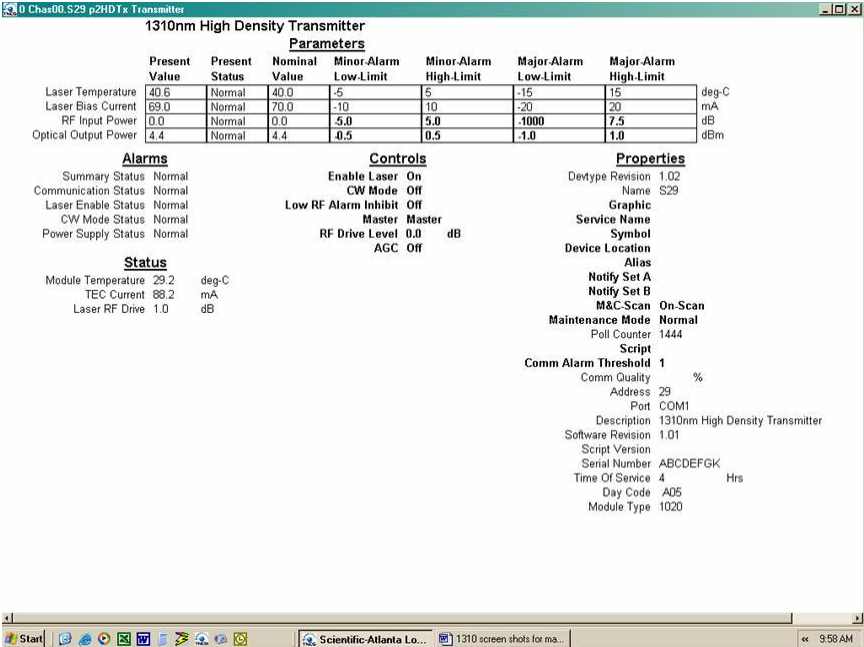 0 Chas00.S29 p2HDTx Transmitter
1310nm High Density Transmitter
Parameters
Present Present Nominal Minor-Alarm Minor-Alarm Major-Alarm Major-Alarm
Value Status Value Low-Limit High-Limit Low-Limit High-Limit
Laser Temperature 40.6 Normal 40.0 -5 5 -15 15 deg-C
Laser Bias Current 69.0 Normal 70.0 -10 10 -20 20 mA
RF Input Power 0.0 Normal 0.0 -5.0 5.0 -1000 7.5 dB
Optical Output Power 4.4 Normal 4.4 -0.5 0.5 -1.0 1.0 dBm
Alarms
Summary Status Normal
Communication Status Normal
Laser Enable Status Normal
CW Mode Status Normal
Power Supply Status Normal
Status
Module Temperature 29.2 deg-C
TEC Current 88.2 mA
Laser RF Drive 1.0 dB
Controls
Enable Laser On
CW Mode Off
Low RF Alarm Inhibit Off
Master Master
RF Drive Level 0.0 dB
AGC Off
Properties
Devtype Revision 1.02
Name S29
Graphic
Service Name
Symbol
Device Location
Alias
Notify Set A
Notify Set B
M&C-Scan On-Scan
Maintenance Mode Normal
Poll Counter 1444
Script
Comm Alarm Threshold 1
Comm Quality %
Address 29
Port COM1
Description 1310nm High Density Transmitter
Software Revision 1.01
Script Version
Serial Number ABCDEFGK
Time Of Service 4 Hrs
Day Code A05
Module Type 1020
Start Scientific-Atlanta Lo... 1310 screen shots for ma... « 9:58 AM